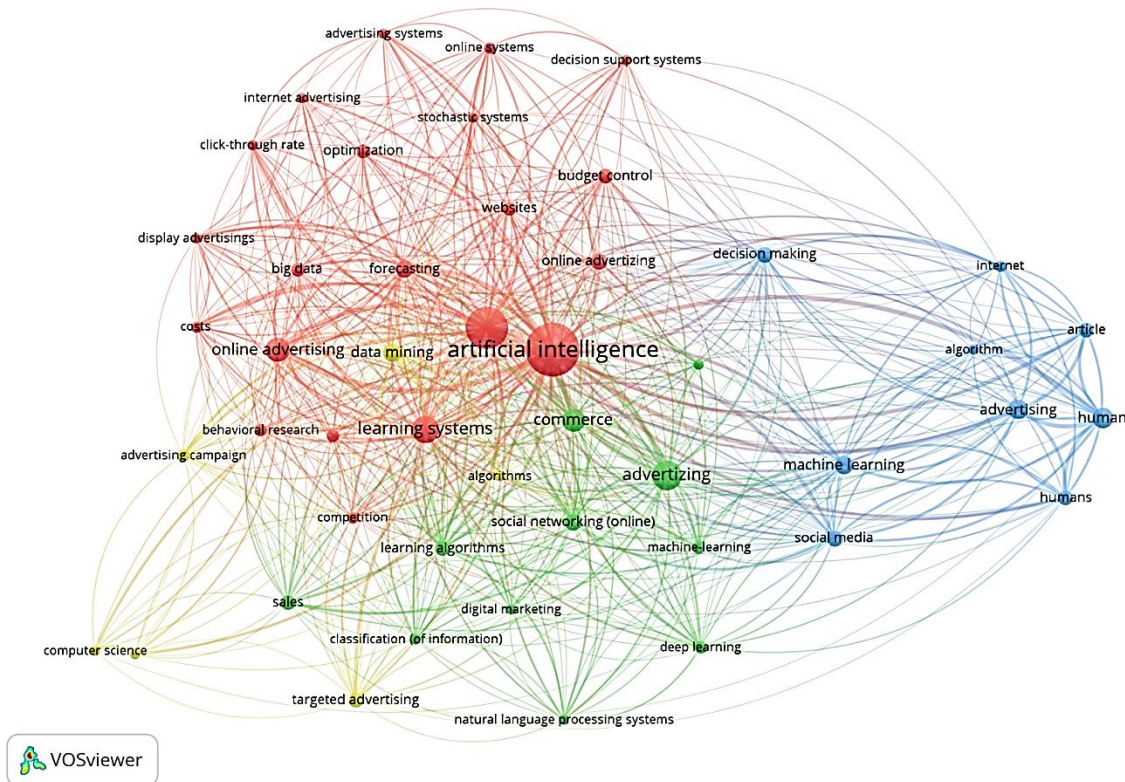 advertising systems
online systems
decision support systems
internet advertising
stochastic systems
click-through rate
optimization
budget control
websites
display advertisings
decision making
online advertizing
internet
big data
forecasting
costs
article
online advertising
data mining
artificial intelligence
algorithm
advertising
human
commerce
behavioral research
learning systems
advertising campaign
machine learning
advertizing
algorithms
humans
competition
social networking (online)
social media
learning algorithms
machine-learning
sales
digital marketing
classification (of information)
deep learning
computer science
targeted advertising
natural language processing systems
VOSviewer